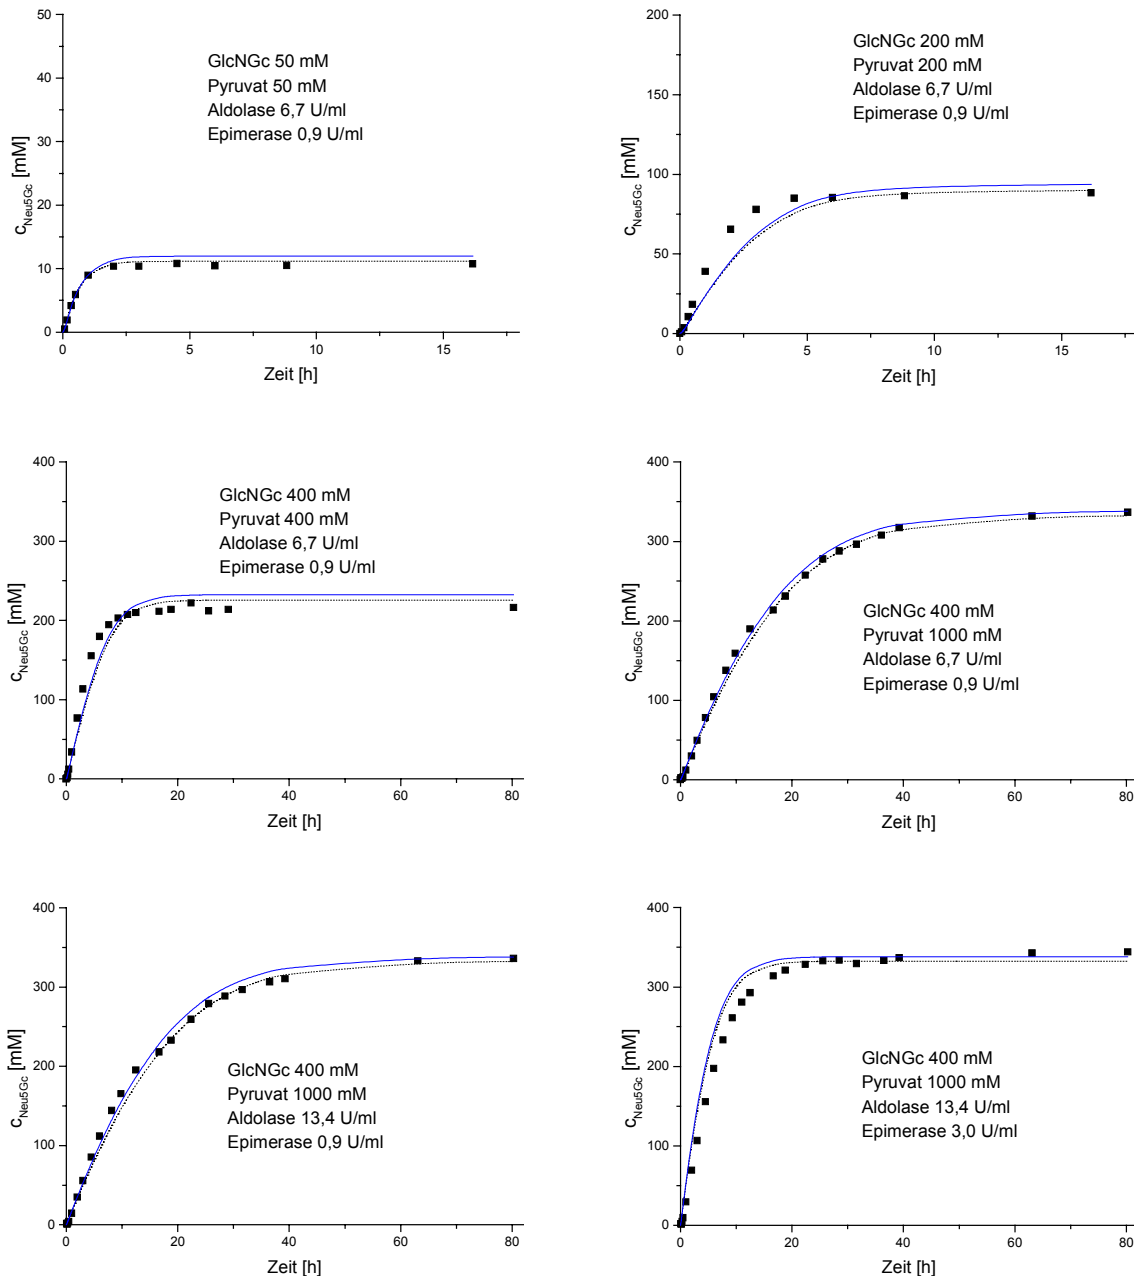 50
40
30
20
10
0
c_Neu5Gc [mM]
GlcNGc 50 mM
Pyruvat 50 mM
Aldolase 6,7 U/ml
Epimerase 0,9 U/ml
0 5 10 15
Zeit [h]
200
150
100
50
0
c_Neu5Gc [mM]
GlcNGc 200 mM
Pyruvat 200 mM
Aldolase 6,7 U/ml
Epimerase 0,9 U/ml
0 5 10 15
Zeit [h]
400
300
200
100
0
c_Neu5Gc [mM]
GlcNGc 400 mM
Pyruvat 400 mM
Aldolase 6,7 U/ml
Epimerase 0,9 U/ml
0 20 40 60 80
Zeit [h]
400
300
200
100
0
c_Neu5Gc [mM]
GlcNGc 400 mM
Pyruvat 1000 mM
Aldolase 6,7 U/ml
Epimerase 0,9 U/ml
0 20 40 60 80
Zeit [h]
400
300
200
100
0
c_Neu5Gc [mM]
GlcNGc 400 mM
Pyruvat 1000 mM
Aldolase 13,4 U/ml
Epimerase 0,9 U/ml
0 20 40 60 80
Zeit [h]
400
300
200
100
0
c_Neu5Gc [mM]
GlcNGc 400 mM
Pyruvat 1000 mM
Aldolase 13,4 U/ml
Epimerase 3,0 U/ml
0 20 40 60 80
Zeit [h]